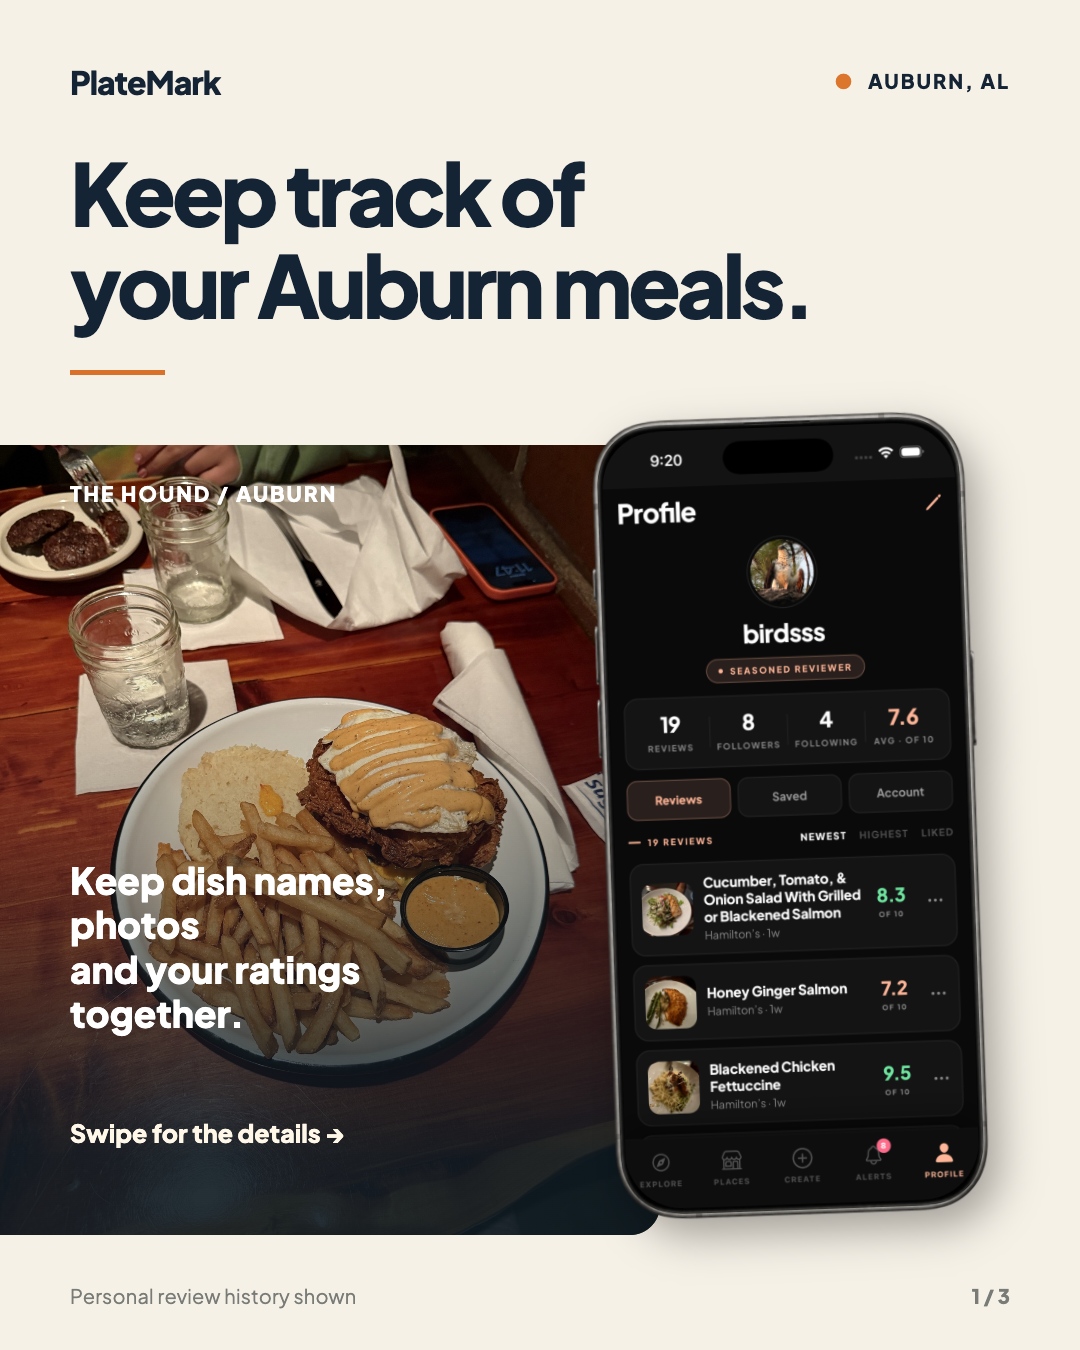 PlateMark
AUBURN, AL
Keep track of
your Auburn meals.
THE HOUND / AUBURN
11:47
Keep dish names,
photos
and your ratings
together.
Swipe for the details →
9:20
Profile
birdsss
• SEASONED REVIEWER
19
REVIEWS
8
FOLLOWERS
4
FOLLOWING
7.6
AVG · OF 10
Reviews
Saved
Account
19 REVIEWS
NEWEST
HIGHEST
LIKED
Cucumber, Tomato, &
Onion Salad With Grilled
or Blackened Salmon
Hamilton's · 1w
8.3
OF 10
...
Honey Ginger Salmon
Hamilton's · 1w
7.2
OF 10
...
Blackened Chicken
Fettuccine
Hamilton's · 1w
9.5
OF 10
...
EXPLORE
PLACES
CREATE
8
ALERTS
PROFILE
Personal review history shown
1 / 3